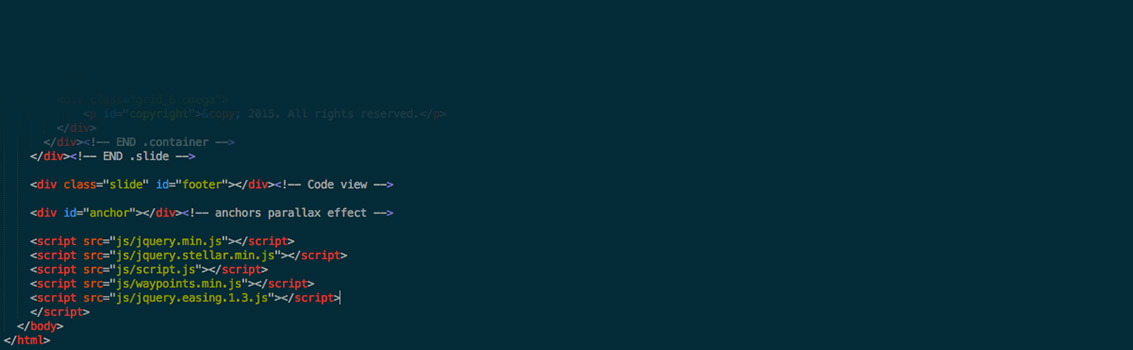 <div class="grid_6 omega">
<p id="copyright">&copy; 2015. All rights reserved.</p>
</div>
</div><!-- END .container -->
</div><!-- END .slide -->
<div class="slide" id="footer"></div><!-- Code view -->
<div id="anchor"></div><!-- anchors parallax effect -->
<script src="js/jquery.min.js"></script>
<script src="js/jquery.stellar.min.js"></script>
<script src="js/script.js"></script>
<script src="js/waypoints.min.js"></script>
<script src="js/jquery.easing.1.3.js"></script>
</script>
</body>
</html>